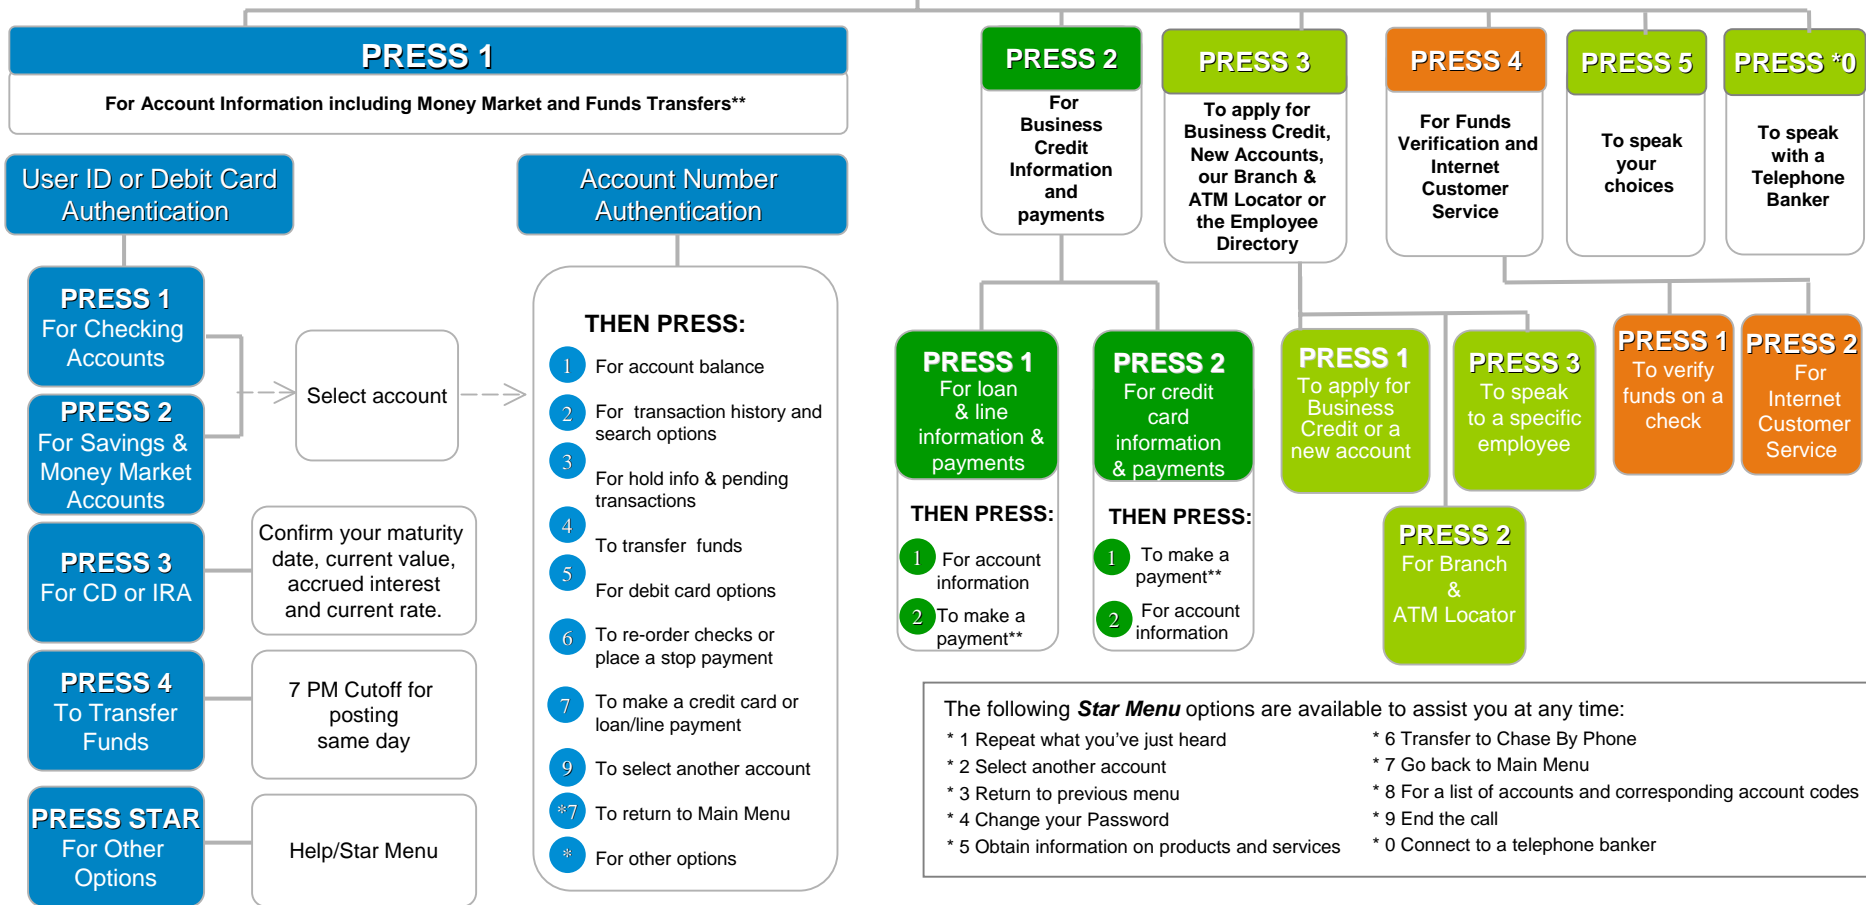 PRESS 1
For Account Information including Money Market and Funds Transfers**
User ID or Debit Card
Authentication
PRESS 1
For Checking
Accounts
PRESS 2
For Savings &
Money Market
Accounts
Select account
PRESS 3
For CD or IRA
Confirm your maturity
date, current value,
accrued interest
and current rate.
PRESS 4
To Transfer
Funds
7 PM Cutoff for
posting
same day
PRESS STAR
For Other
Options
Help/Star Menu
Account Number
Authentication
THEN PRESS:
1 For account balance
2 For transaction history and
search options
3
For hold info & pending
transactions
4
To transfer funds
5
For debit card options
6 To re-order checks or
place a stop payment
7 To make a credit card or
loan/line payment
9 To select another account
*7 To return to Main Menu
* For other options
PRESS 2
For
Business
Credit
Information
and
payments
PRESS 1
For loan
& line
information &
payments
THEN PRESS:
1 For account
information
2 To make a
payment**
PRESS 2
For credit
card
information
& payments
THEN PRESS:
1 To make a
payment**
2 For account
information
PRESS 3
To apply for
Business Credit,
New Accounts,
our Branch &
ATM Locator or
the Employee
Directory
PRESS 1
To apply for
Business
Credit or a
new account
PRESS 2
For Branch
&
ATM Locator
PRESS 3
To speak
to a specific
employee
PRESS 4
For Funds
Verification and
Internet
Customer
Service
PRESS 1
To verify
funds on a
check
PRESS 2
For
Internet
Customer
Service
PRESS 5
To speak
your
choices
PRESS *0
To speak
with a
Telephone
Banker
The following Star Menu options are available to assist you at any time:
* 1 Repeat what you've just heard
* 2 Select another account
* 3 Return to previous menu
* 4 Change your Password
* 5 Obtain information on products and services
* 6 Transfer to Chase By Phone
* 7 Go back to Main Menu
* 8 For a list of accounts and corresponding account codes
* 9 End the call
* 0 Connect to a telephone banker